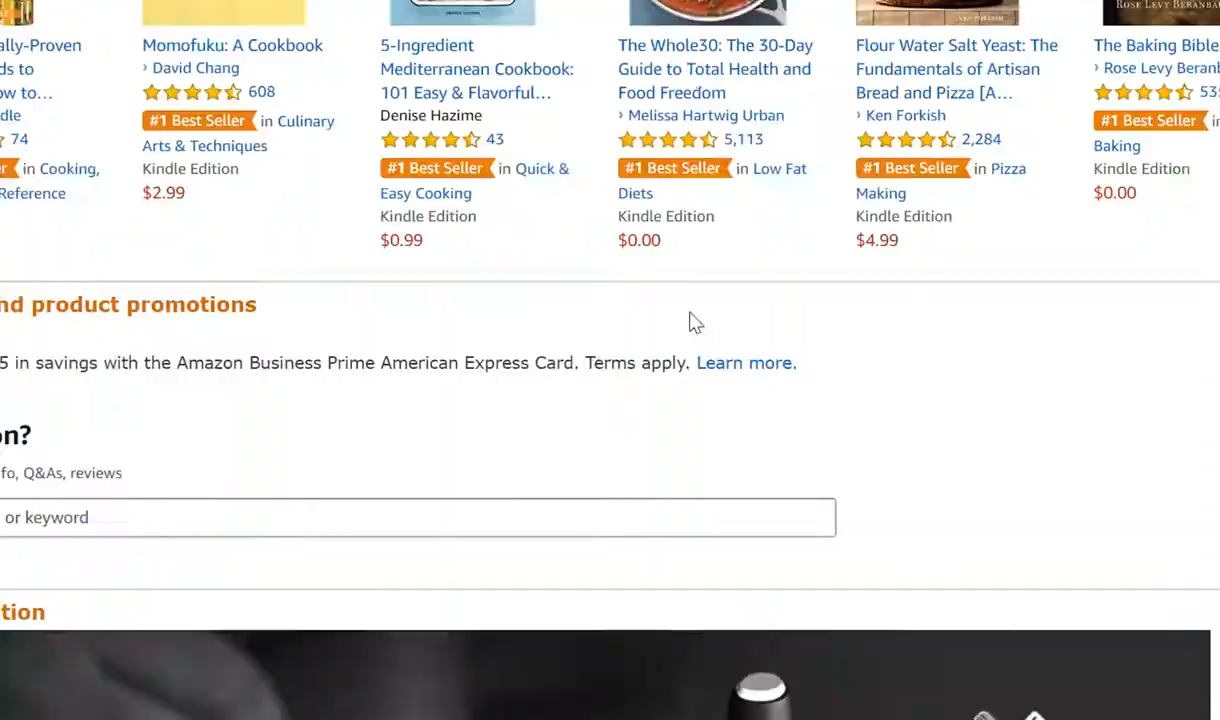 ROSE LEVY BERANBA
ally-Proven
ds to
ow to…
dle
74
r in Cooking,
Reference
Momofuku: A Cookbook
› David Chang
608
#1 Best Seller in Culinary
Arts & Techniques
Kindle Edition
$2.99
5-Ingredient
Mediterranean Cookbook:
101 Easy & Flavorful…
Denise Hazime
43
#1 Best Seller in Quick &
Easy Cooking
Kindle Edition
$0.99
The Whole30: The 30-Day
Guide to Total Health and
Food Freedom
› Melissa Hartwig Urban
5,113
#1 Best Seller in Low Fat
Diets
Kindle Edition
$0.00
Flour Water Salt Yeast: The
Fundamentals of Artisan
Bread and Pizza [A…
› Ken Forkish
2,284
#1 Best Seller in Pizza
Making
Kindle Edition
$4.99
The Baking Bible
› Rose Levy Beranb
535
#1 Best Seller in
Baking
Kindle Edition
$0.00
nd product promotions
5 in savings with the Amazon Business Prime American Express Card. Terms apply. Learn more.
on?
fo, Q&As, reviews
or keyword
tion